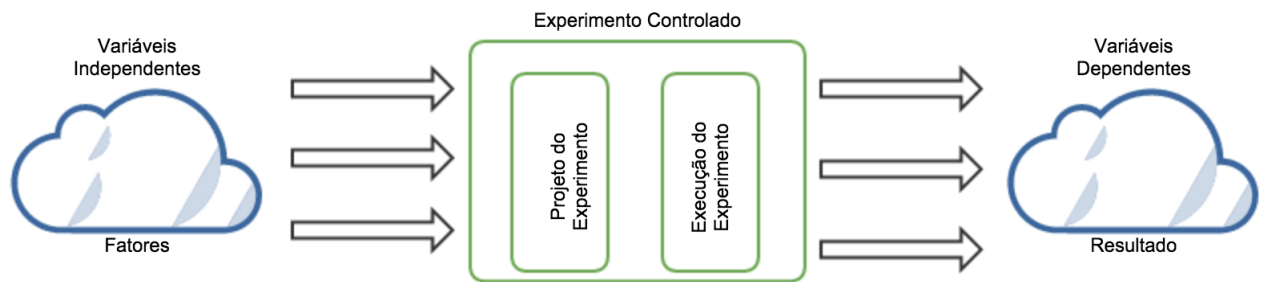 Experimento Controlado
Variáveis
Independentes
Fatores
Projeto do
Experimento
Execução do
Experimento
Variáveis
Dependentes
Resultado